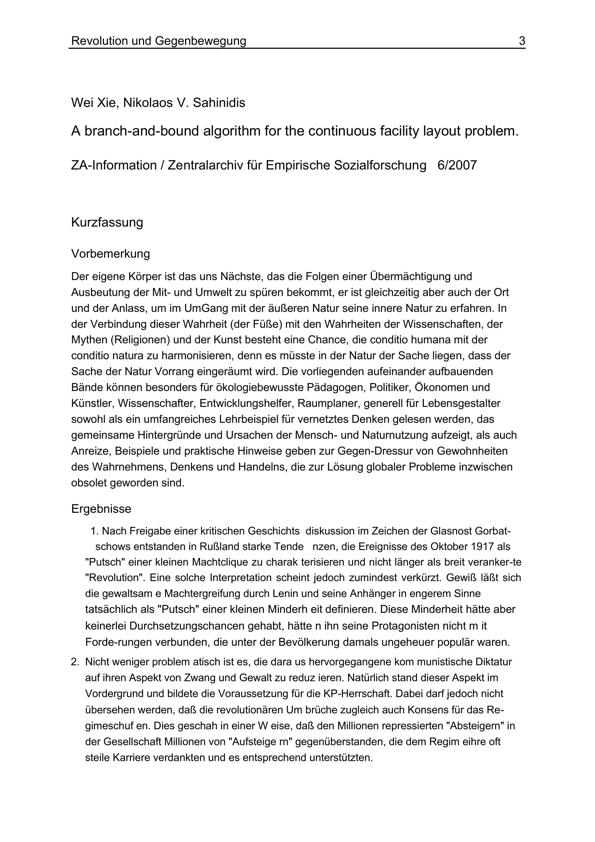 Revolution und Gegenbewegung 3
Wei Xie, Nikolaos V. Sahinidis
A branch-and-bound algorithm for the continuous facility layout problem.
ZA-Information / Zentralarchiv für Empirische Sozialforschung 6/2007
Kurzfassung
Vorbemerkung
Der eigene Körper ist das uns Nächste, das die Folgen einer Übermächtigung und
Ausbeutung der Mit- und Umwelt zu spüren bekommt, er ist gleichzeitig aber auch der Ort
und der Anlass, um im UmGang mit der äußeren Natur seine innere Natur zu erfahren. In
der Verbindung dieser Wahrheit (der Füße) mit den Wahrheiten der Wissenschaften, der
Mythen (Religionen) und der Kunst besteht eine Chance, die conditio humana mit der
conditio natura zu harmonisieren, denn es müsste in der Natur der Sache liegen, dass der
Sache der Natur Vorrang eingeräumt wird. Die vorliegenden aufeinander aufbauenden
Bände können besonders für ökologiebewusste Pädagogen, Politiker, Ökonomen und
Künstler, Wissenschafter, Entwicklungshelfer, Raumplaner, generell für Lebensgestalter
sowohl als ein umfangreiches Lehrbeispiel für vernetztes Denken gelesen werden, das
gemeinsame Hintergründe und Ursachen der Mensch- und Naturnutzung aufzeigt, als auch
Anreize, Beispiele und praktische Hinweise geben zur Gegen-Dressur von Gewohnheiten
des Wahrnehmens, Denkens und Handelns, die zur Lösung globaler Probleme inzwischen
obsolet geworden sind.
Ergebnisse
1. Nach Freigabe einer kritischen Geschichts diskussion im Zeichen der Glasnost Gorbat-
schows entstanden in Rußland starke Tende nzen, die Ereignisse des Oktober 1917 als
"Putsch" einer kleinen Machtclique zu charak terisieren und nicht länger als breit veranker-te
"Revolution". Eine solche Interpretation scheint jedoch zumindest verkürzt. Gewiß läßt sich
die gewaltsam e Machtergreifung durch Lenin und seine Anhänger in engerem Sinne
tatsächlich als "Putsch" einer kleinen Minderh eit definieren. Diese Minderheit hätte aber
keinerlei Durchsetzungschancen gehabt, hätte n ihn seine Protagonisten nicht m it
Forde-rungen verbunden, die unter der Bevölkerung damals ungeheuer populär waren.
2. Nicht weniger problem atisch ist es, die dara us hervorgegangene kom munistische Diktatur
auf ihren Aspekt von Zwang und Gewalt zu reduz ieren. Natürlich stand dieser Aspekt im
Vordergrund und bildete die Voraussetzung für die KP-Herrschaft. Dabei darf jedoch nicht
übersehen werden, daß die revolutionären Um brüche zugleich auch Konsens für das Re-
gimeschuf en. Dies geschah in einer W eise, daß den Millionen repressierten "Absteigern" in
der Gesellschaft Millionen von "Aufsteige rn" gegenüberstanden, die dem Regim eihre oft
steile Karriere verdankten und es entsprechend unterstützten.